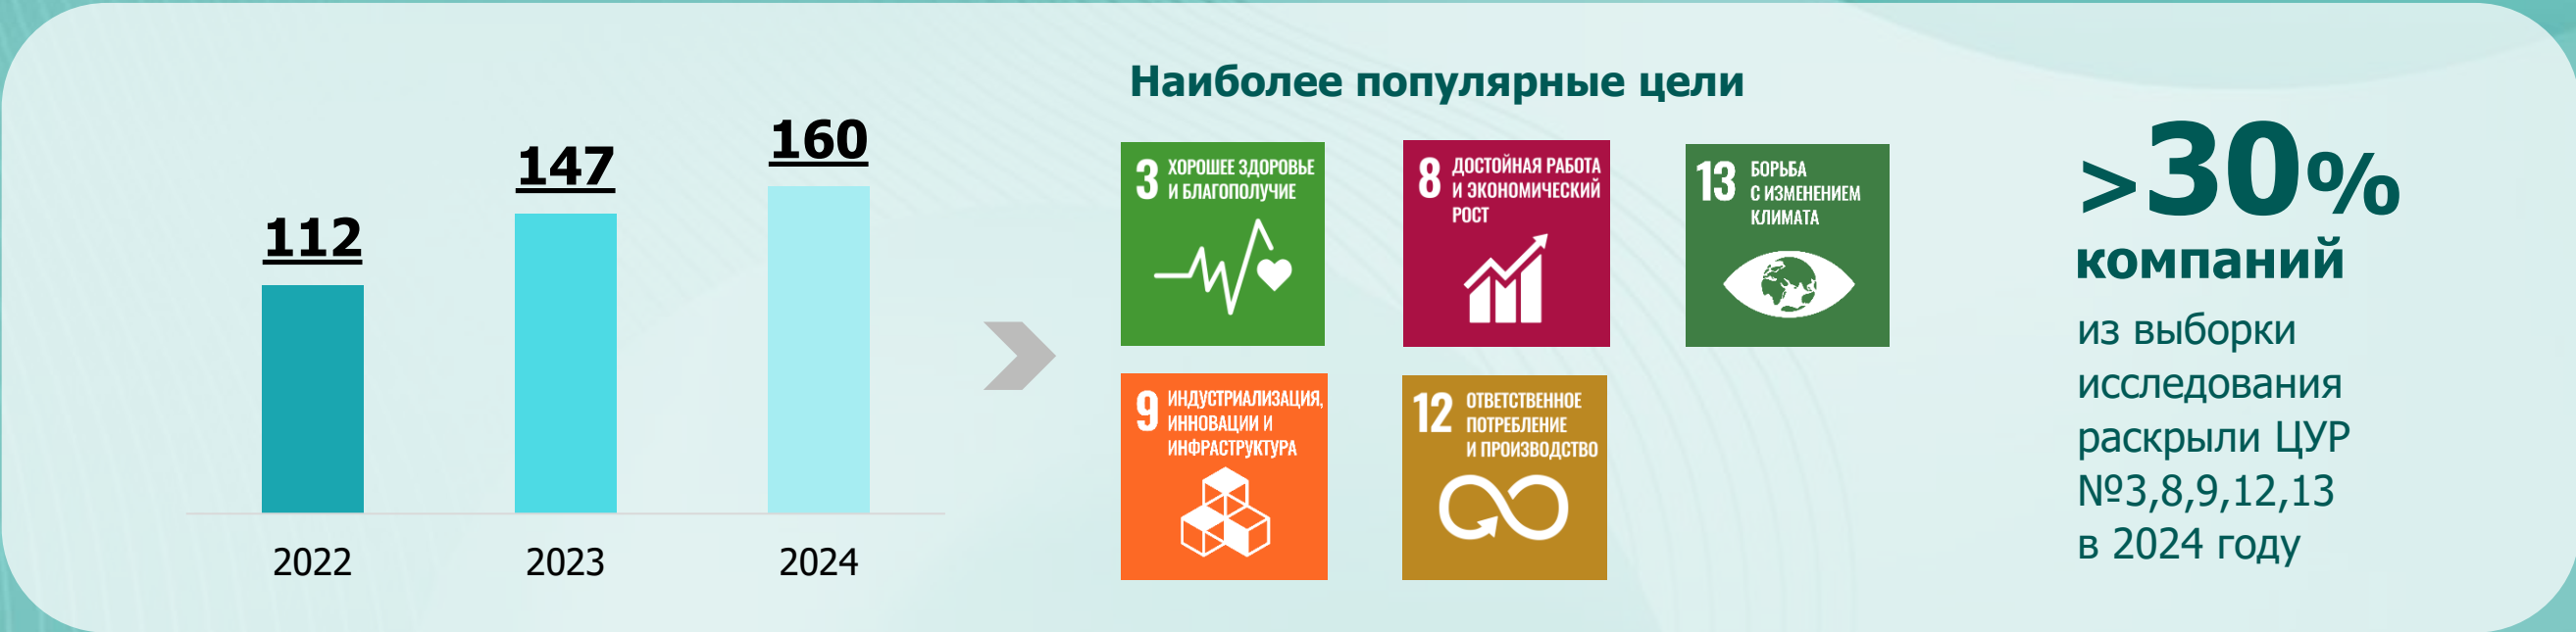 112
147
160
2022
2023
2024
Наиболее популярные цели
3 ХОРОШЕЕ ЗДОРОВЬЕ
И БЛАГОПОЛУЧИЕ
8 ДОСТОЙНАЯ РАБОТА
И ЭКОНОМИЧЕСКИЙ
РОСТ
13 БОРЬБА
С ИЗМЕНЕНИЕМ
КЛИМАТА
9 ИНДУСТРИАЛИЗАЦИЯ,
ИННОВАЦИИ И
ИНФРАСТРУКТУРА
12 ОТВЕТСТВЕННОЕ
ПОТРЕБЛЕНИЕ
И ПРОИЗВОДСТВО
>30%
компаний
из выборки
исследования
раскрыли ЦУР
№3,8,9,12,13
в 2024 году